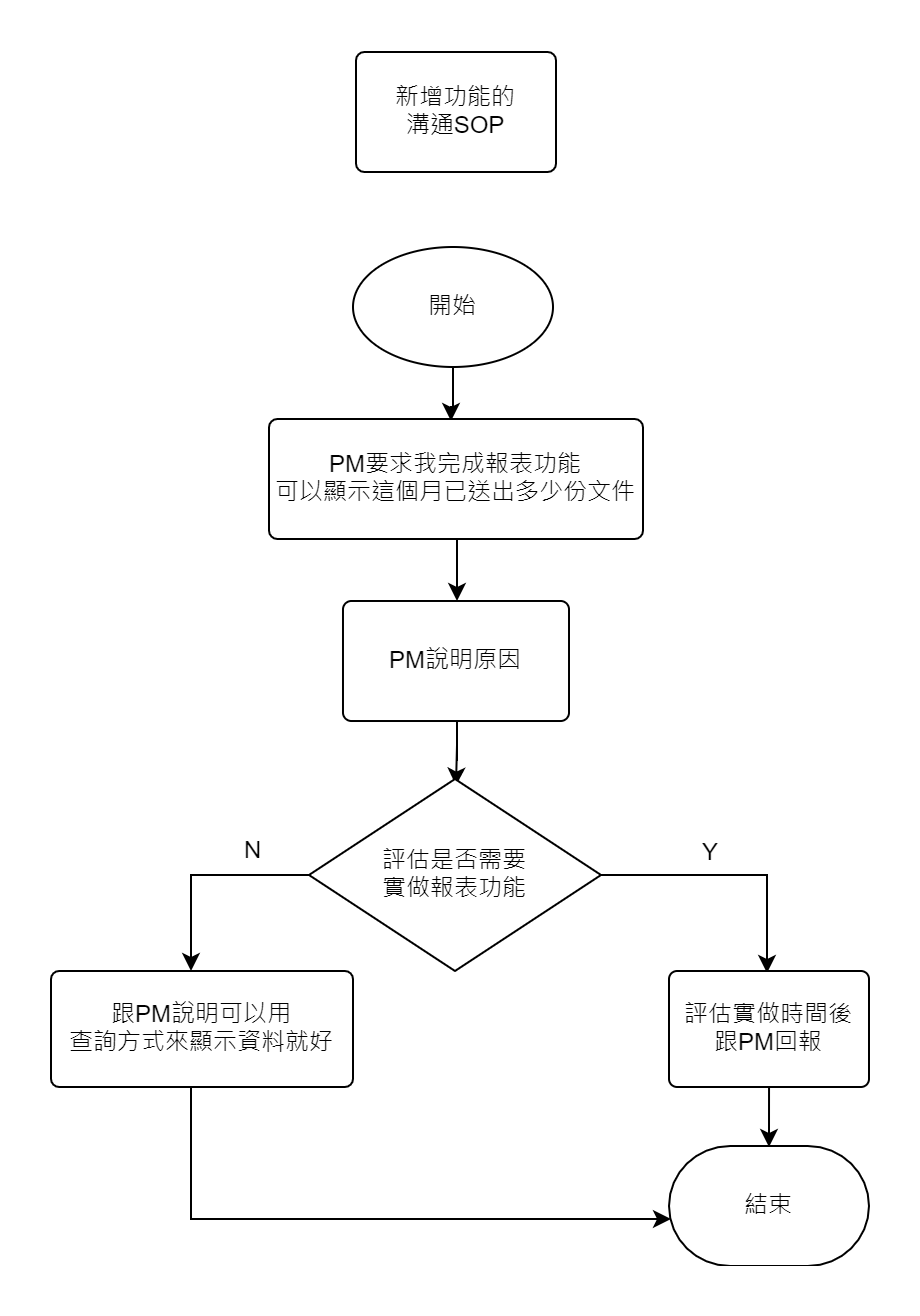 新增功能的
溝通SOP
開始
PM要求我完成報表功能
可以顯示這個月已送出多少份文件
PM說明原因
評估是否需要
實做報表功能
N
Y
跟PM說明可以用
查詢方式來顯示資料就好
評估實做時間後
跟PM回報
結束